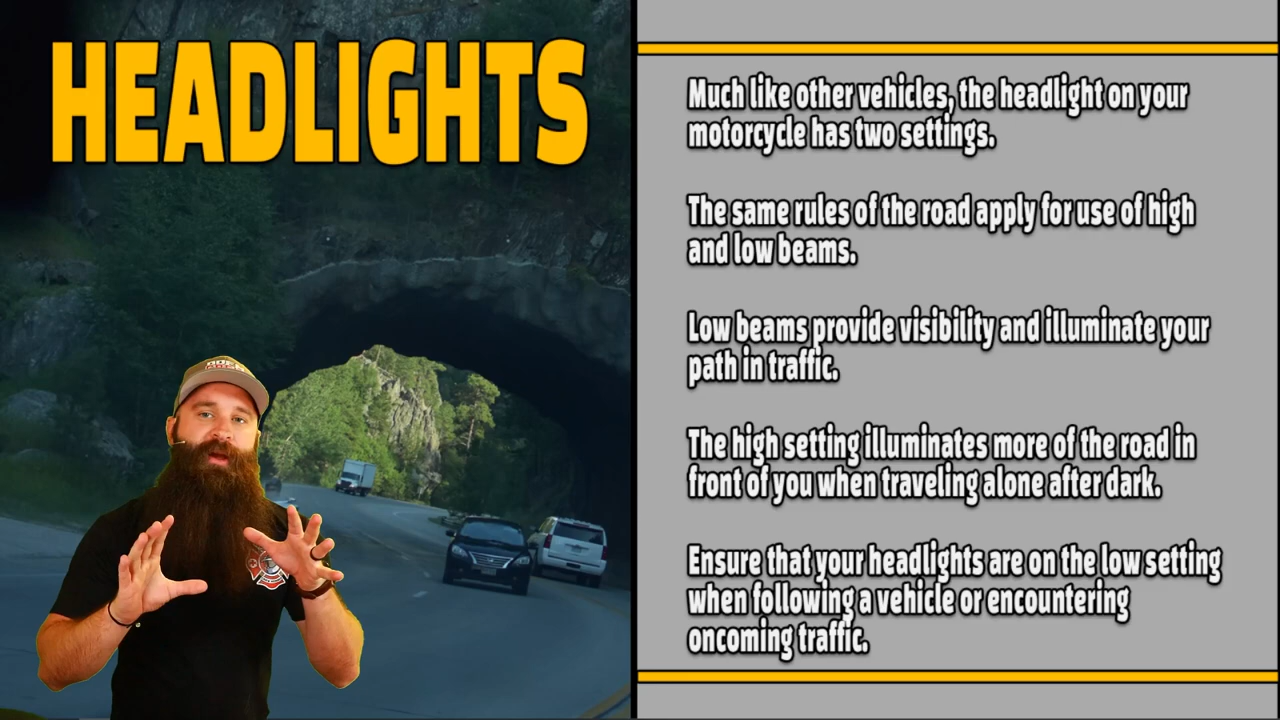 HEADLIGHTS
Much like other vehicles, the headlight on your
motorcycle has two settings.
The same rules of the road apply for use of high
and low beams.
Low beams provide visibility and illuminate your
path in traffic.
The high setting illuminates more of the road in
front of you when traveling alone after dark.
Ensure that your headlights are on the low setting
when following a vehicle or encountering
oncoming traffic.